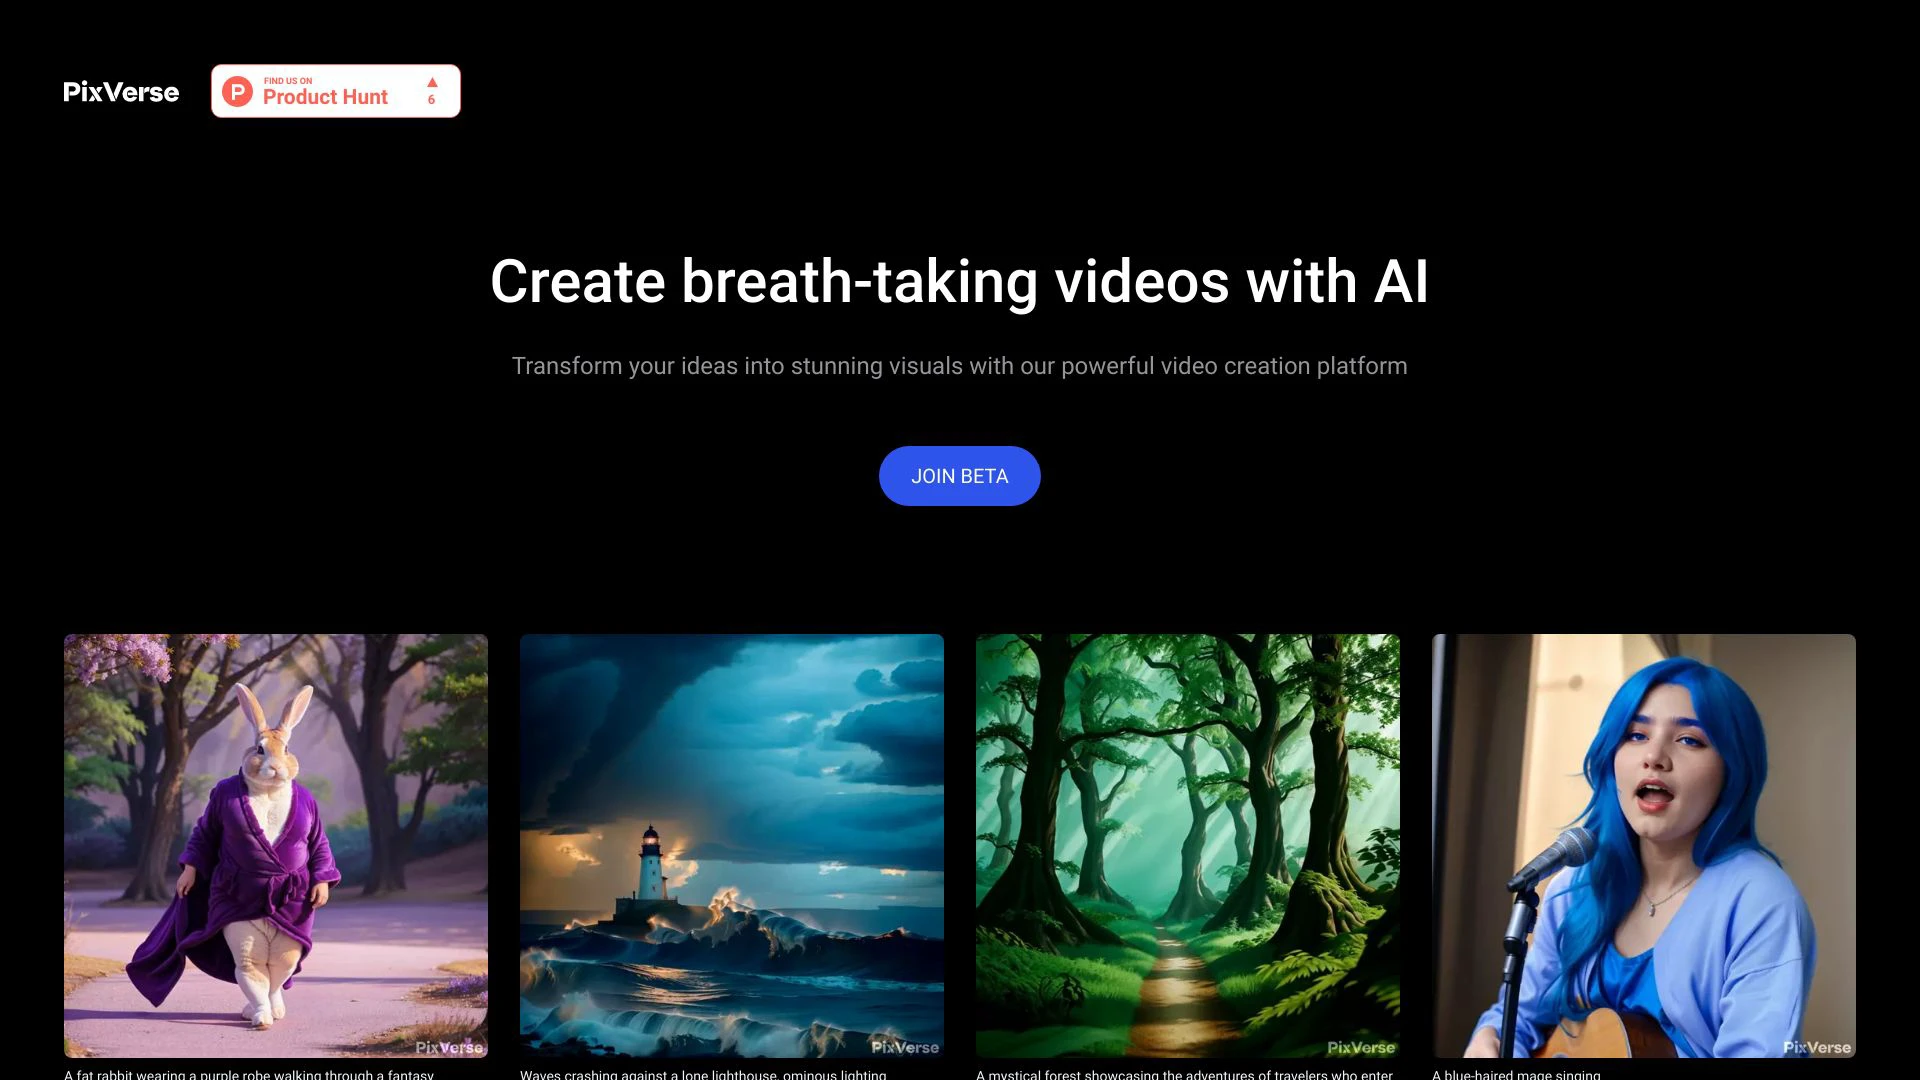 PixVerse
FIND US ON
Product Hunt
6
Create breath-taking videos with AI
Transform your ideas into stunning visuals with our powerful video creation platform
JOIN BETA
PixVerse
PixVerse
PixVerse
PixVerse
A fat rabbit wearing a purple robe walking through a fantasy
Waves crashing against a lone lighthouse, ominous lighting
A mystical forest showcasing the adventures of travelers who enter
A blue-haired mage singing